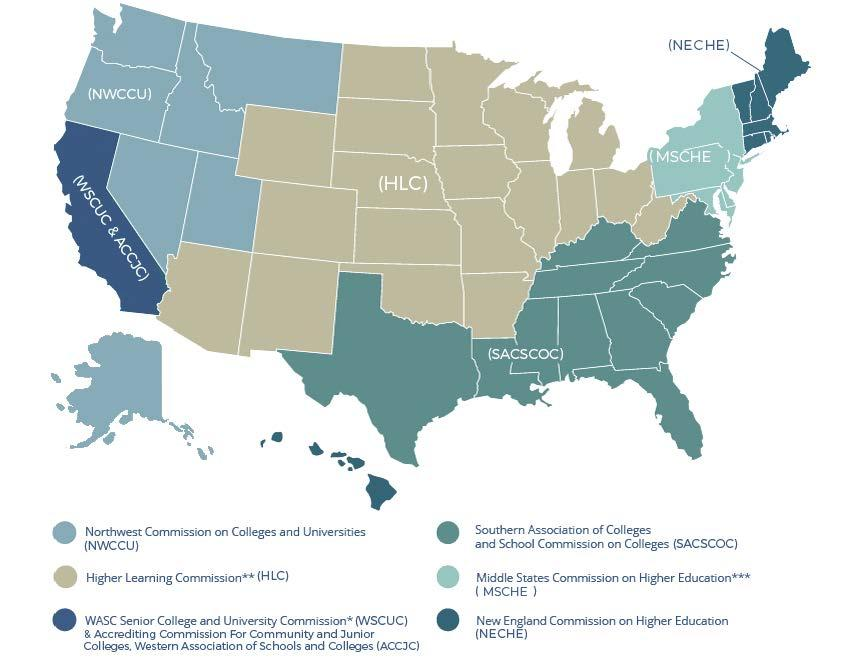 (NECHE)
(NWCCU)
(MSCHE )
(HLC)
(WSCUC & ACCJC)
(SACSCOC)
Northwest Commission on Colleges and Universities
(NWCCU)
Higher Learning Commission** (HLC)
WASC Senior College and University Commission* (WSCUC)
& Accrediting Commission For Community and Junior
Colleges, Western Association of Schools and Colleges (ACCJC)
Southern Association of Colleges
and School Commission on Colleges (SACSCOC)
Middle States Commission on Higher Education***
( MSCHE )
New England Commission on Higher Education
(NECHE)